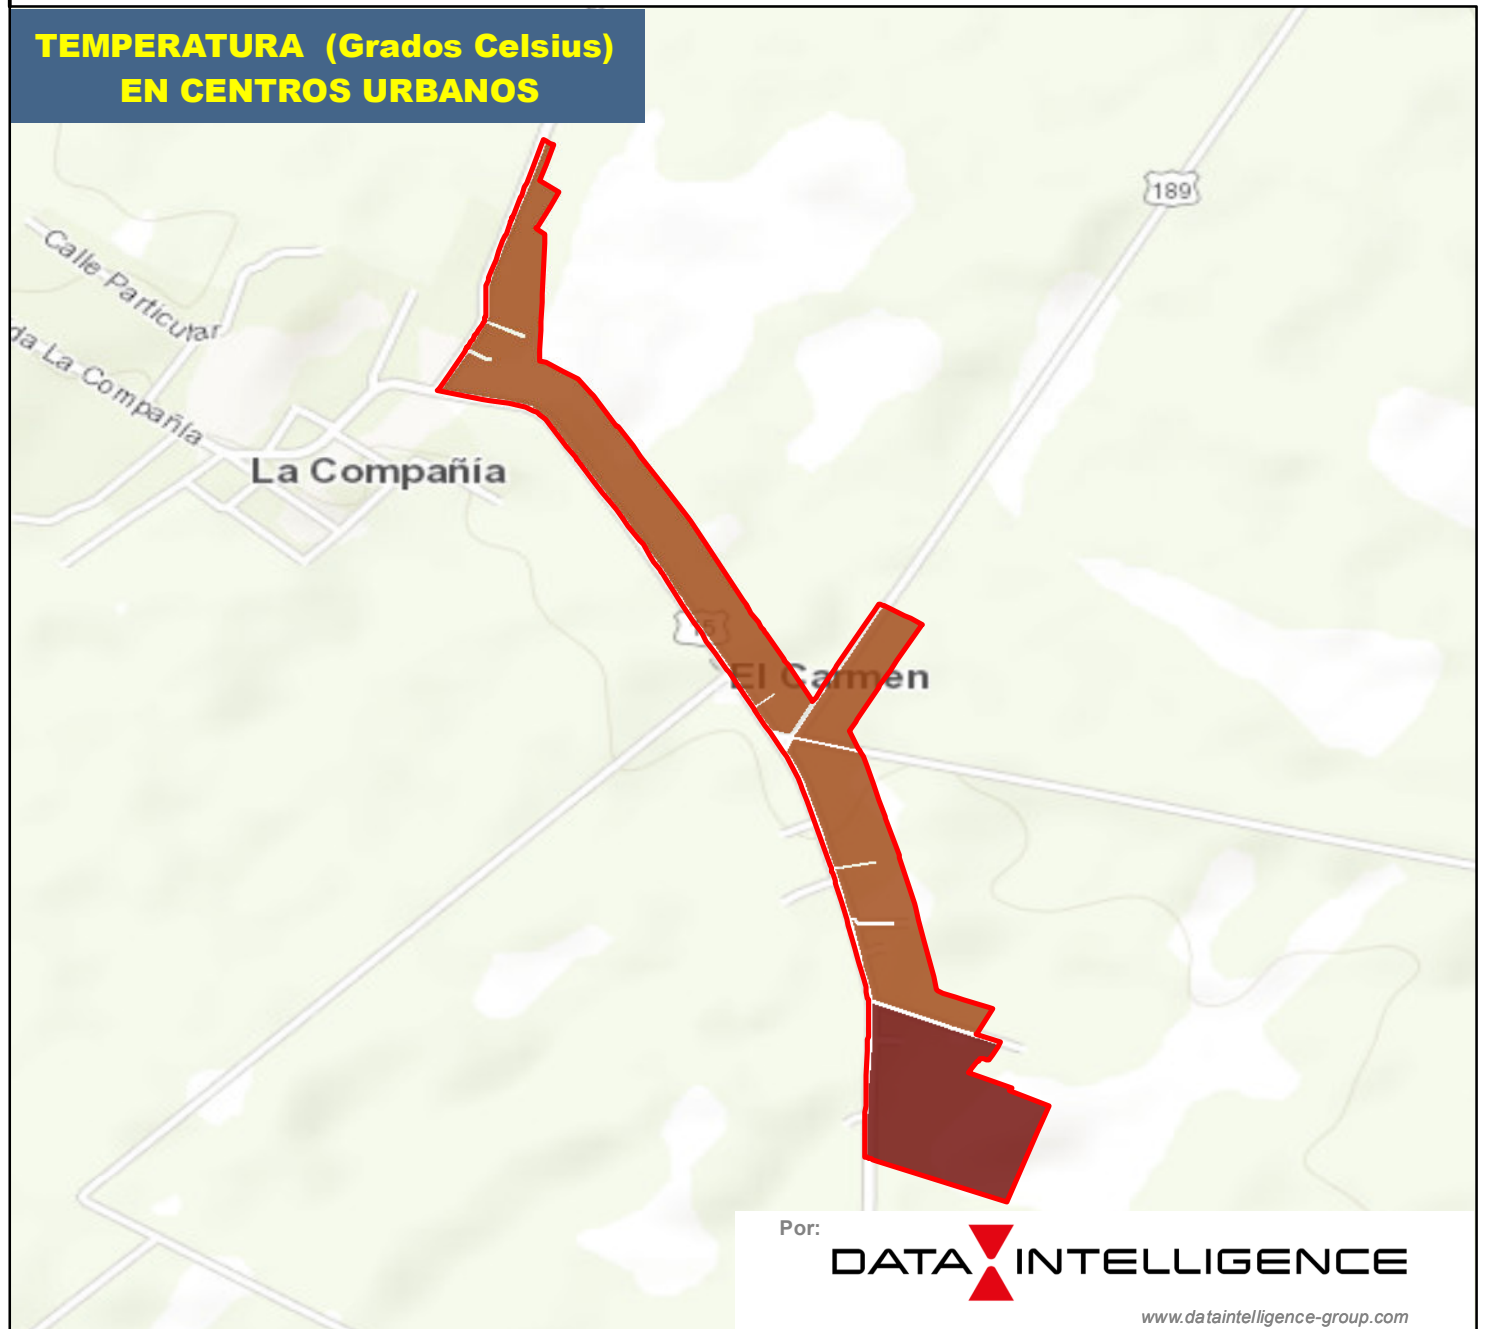 TEMPERATURA (Grados Celsius)
EN CENTROS URBANOS
189
Calle Particular
da La Compañía
La Compañía
15
El Carmen
Por:
DATA INTELLIGENCE
www.dataintelligence-group.com